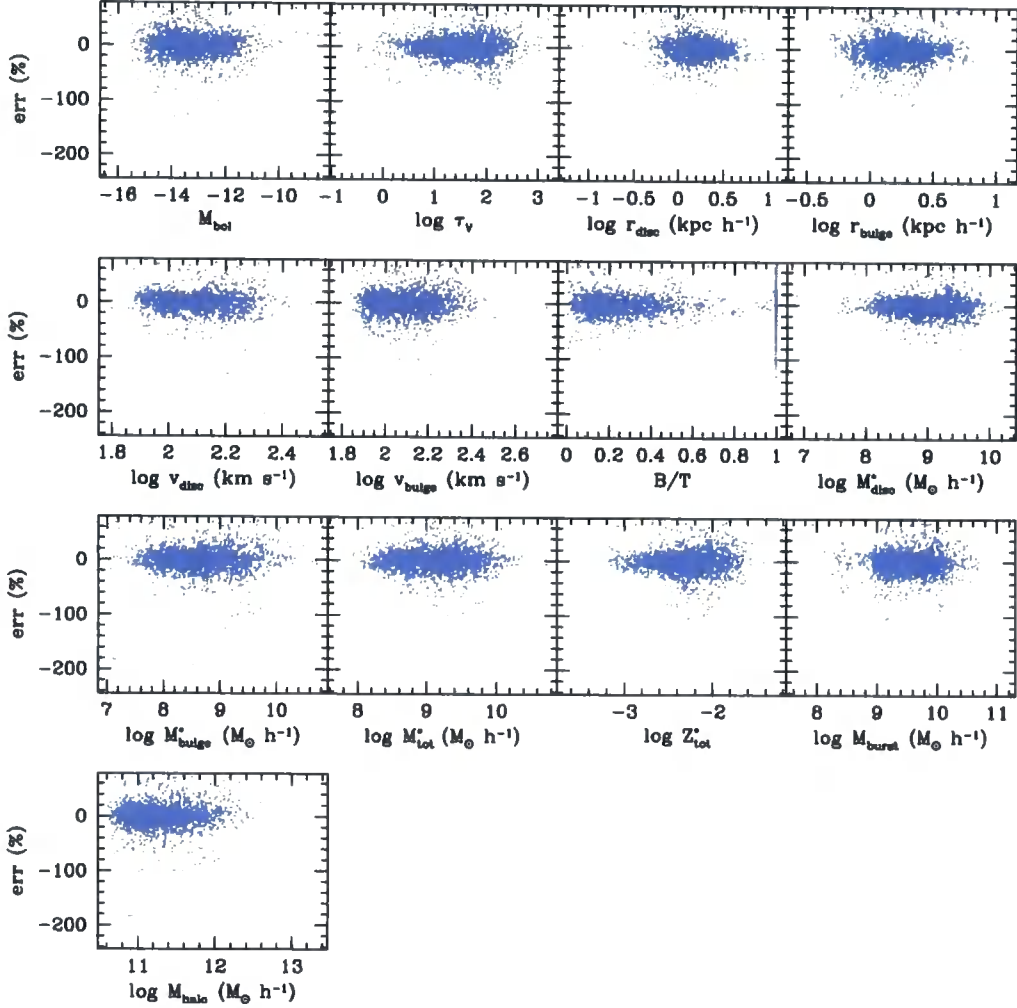 err (%)
0
-100
-200
-16 -14 -12 -10 -1 0 1 2 3 -1 -0.5 0 0.5 1 -0.5 0 0.5 1
M_bol log τ_V log r_disc (kpc h⁻¹) log r_bulge (kpc h⁻¹)
err (%)
0
-100
-200
1.8 2 2.2 2.4 1.8 2 2.2 2.4 2.6 0 0.2 0.4 0.6 0.8 1 7 8 9 10
log v_disc (km s⁻¹) log v_bulge (km s⁻¹) B/T log M*_disc (M⊙ h⁻¹)
err (%)
0
-100
-200
7 8 9 10 8 9 10 -3 -2 8 9 10 11
log M*_bulge (M⊙ h⁻¹) log M*_tot (M⊙ h⁻¹) log Z*_tot log M_burst (M⊙ h⁻¹)
err (%)
0
-100
-200
11 12 13
log M_halo (M⊙ h⁻¹)